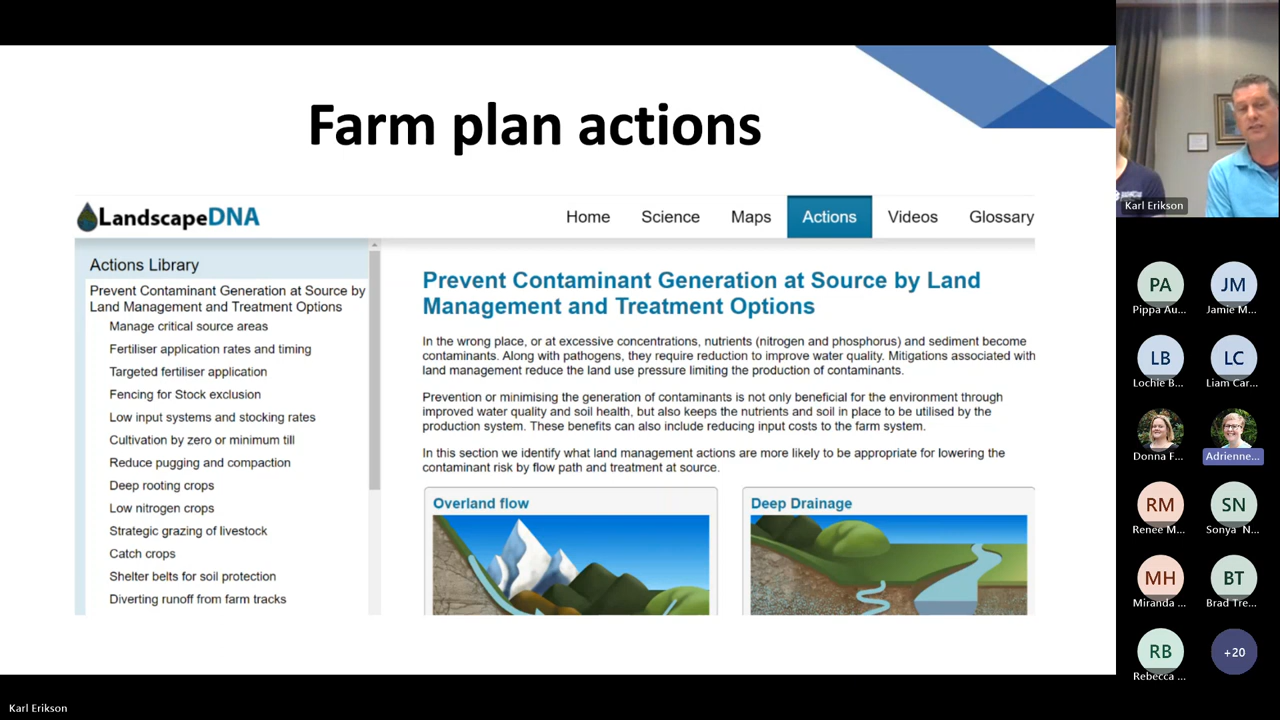 Farm plan actions
LandscapeDNA
Home
Science
Maps
Actions
Videos
Glossary
Actions Library
Prevent Contaminant Generation at Source by
Land Management and Treatment Options
Manage critical source areas
Fertiliser application rates and timing
Targeted fertiliser application
Fencing for Stock exclusion
Low input systems and stocking rates
Cultivation by zero or minimum till
Reduce pugging and compaction
Deep rooting crops
Low nitrogen crops
Strategic grazing of livestock
Catch crops
Shelter belts for soil protection
Diverting runoff from farm tracks
Prevent Contaminant Generation at Source by Land
Management and Treatment Options
In the wrong place, or at excessive concentrations, nutrients (nitrogen and phosphorus) and sediment become
contaminants. Along with pathogens, they require reduction to improve water quality. Mitigations associated with
land management reduce the land use pressure limiting the production of contaminants.
Prevention or minimising the generation of contaminants is not only beneficial for the environment through
improved water quality and soil health, but also keeps the nutrients and soil in place to be utilised by the
production system. These benefits can also include reducing input costs to the farm system.
In this section we identify what land management actions are more likely to be appropriate for lowering the
contaminant risk by flow path and treatment at source.
Overland flow
Deep Drainage
Karl Erikson
PA
Pippa Au...
JM
Jamie M...
LB
Lochie B...
LC
Liam Car...
Donna F...
Adrienne...
RM
Renee M...
SN
Sonya N...
MH
Miranda ...
BT
Brad Tre...
RB
Rebecca ...
+20
Karl Erikson